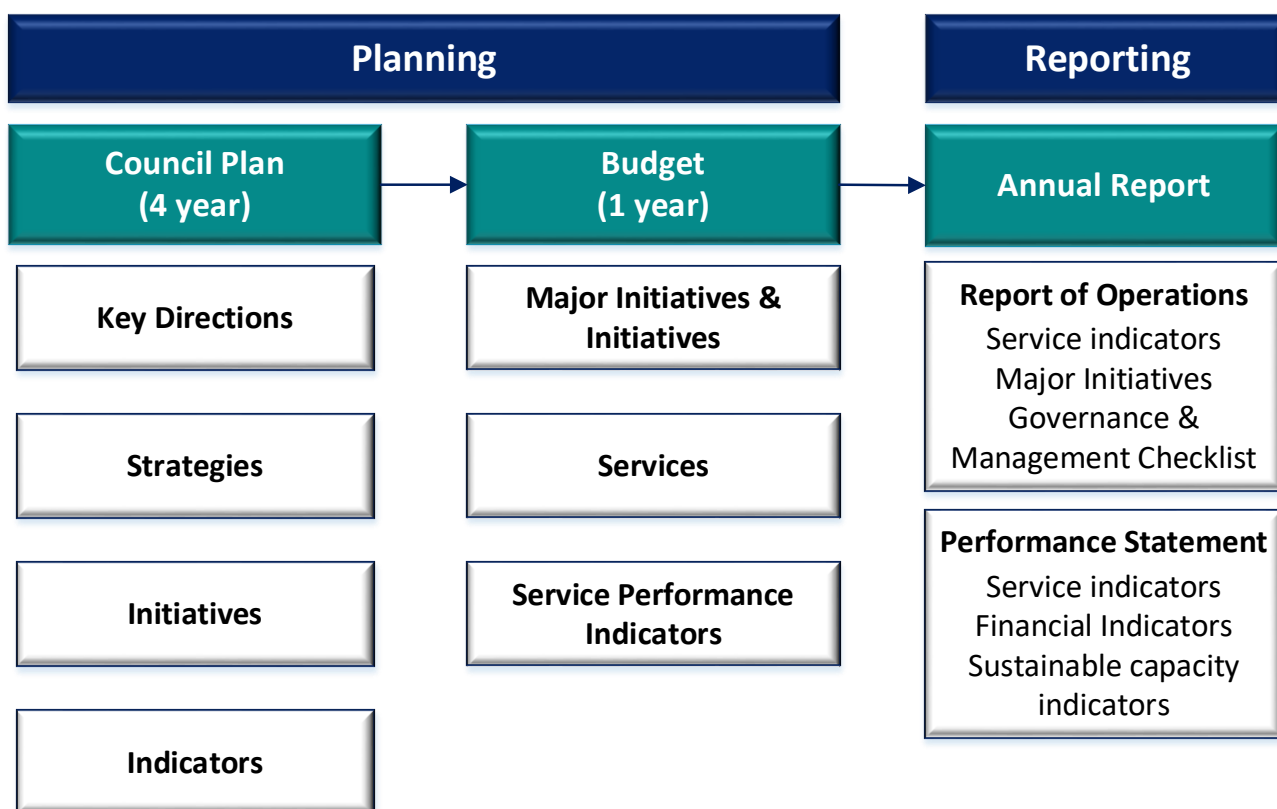 Planning
Reporting
Council Plan
(4 year)
Budget
(1 year)
Annual Report
Key Directions
Strategies
Initiatives
Indicators
Major Initiatives &
Initiatives
Services
Service Performance
Indicators
Report of Operations
Service indicators
Major Initiatives
Governance &
Management Checklist
Performance Statement
Service indicators
Financial Indicators
Sustainable capacity
indicators